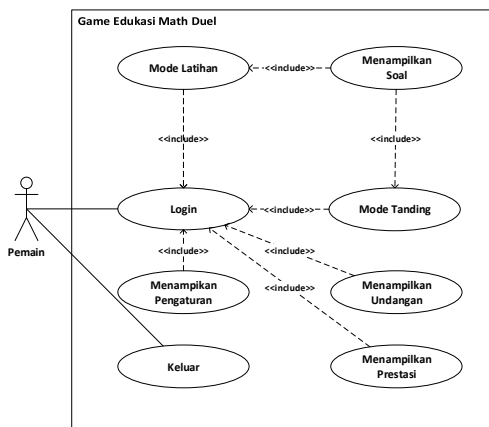 Game Edukasi Math Duel
Mode Latihan
<<include>>
Menampilkan
Soal
<<include>>
<<include>>
Pemain
Login
<<include>>
Mode Tanding
<<include>>
Menampikan
Pengaturan
<<include>>
<<include>>
Menampilkan
Undangan
Keluar
Menampilkan
Prestasi